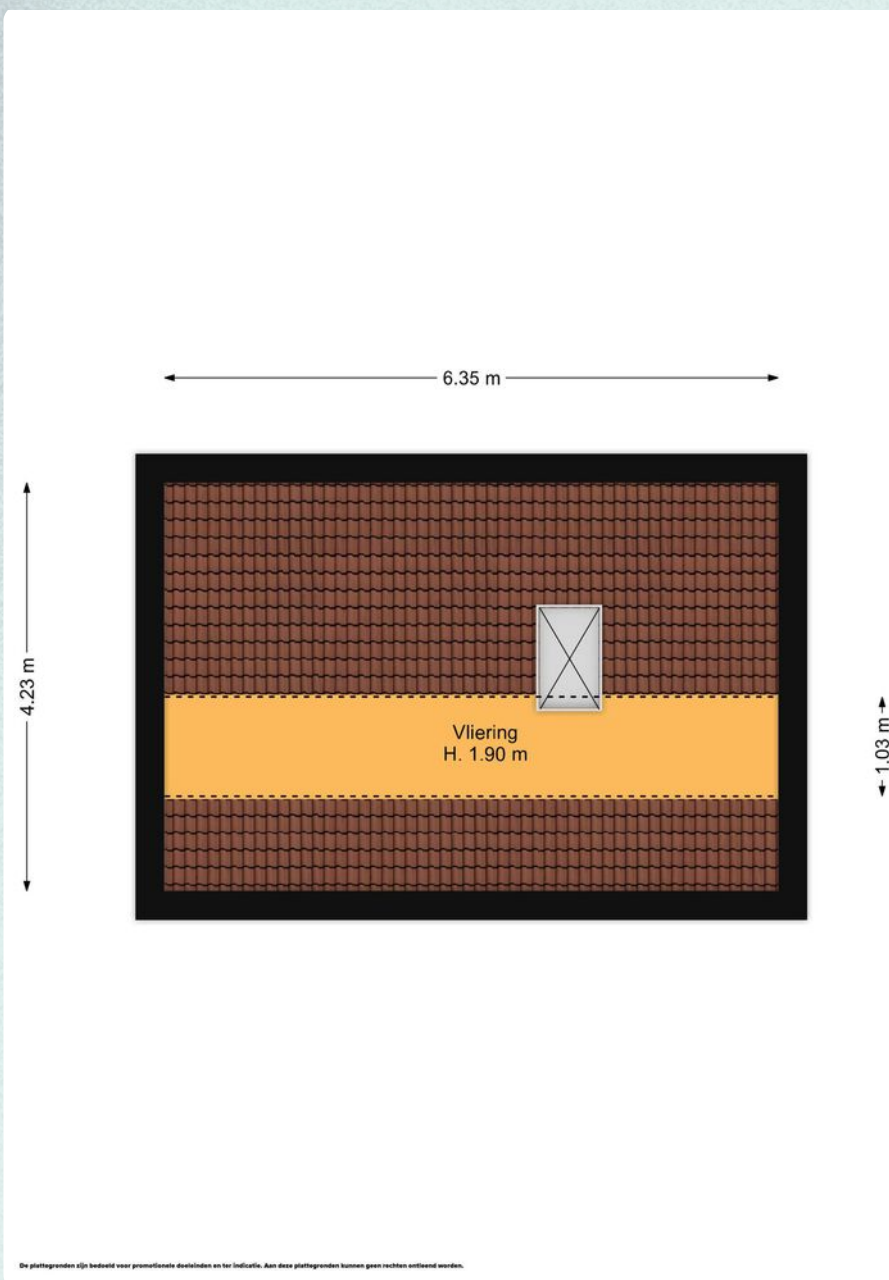 6.35 m
4.23 m
Vliering
H. 1.90 m
1.03 m
De plattegronden zijn bedoeld voor promotionele doeleinden en ter indicatie. Aan deze plattegronden kunnen geen rechten ontleend worden.